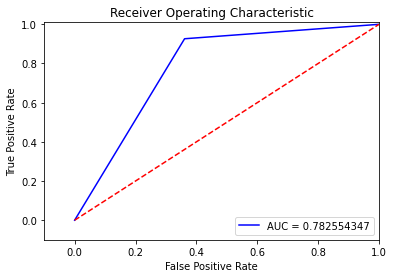 Receiver Operating Characteristic
1.0
0.8
0.6
0.4
0.2
0.0
True Positive Rate
AUC = 0.782554347
0.0 0.2 0.4 0.6 0.8 1.0
False Positive Rate